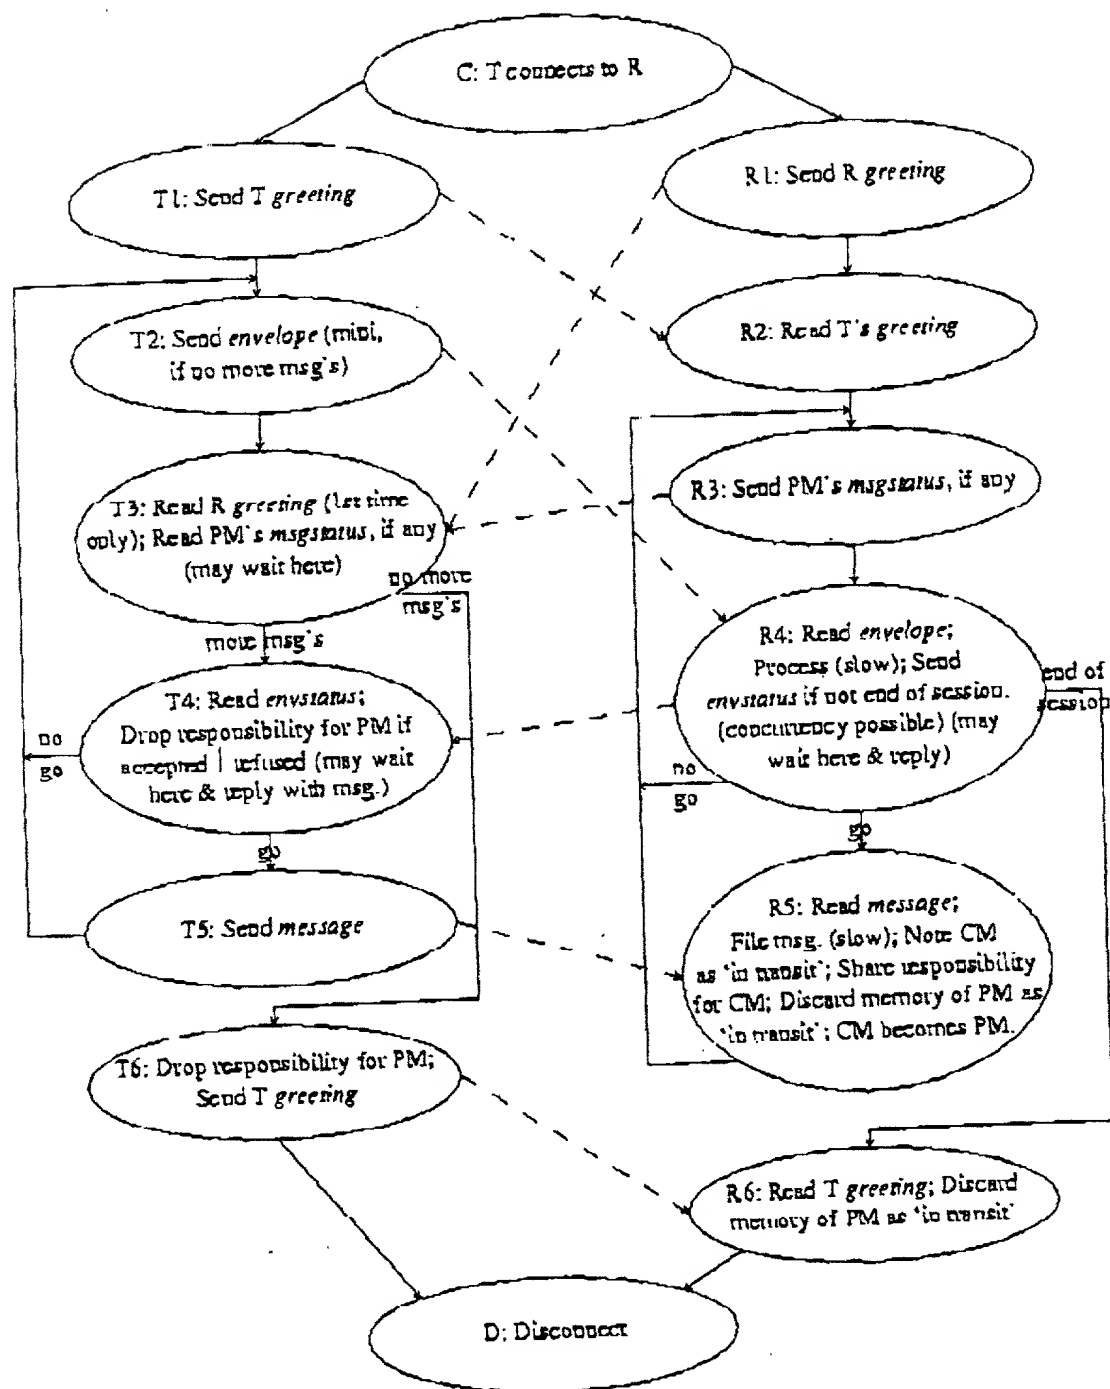 C: T connects to R
T1: Send T greeting
R1: Send R greeting
T2: Send envelope (mini,
if no more msg's)
R2: Read T's greeting
T3: Read R greeting (1st time
only); Read PM's msgstatus, if any
(may wait here)
R3: Send PM's msgstatus, if any
no more
msg's
more msg's
R4: Read envelope;
Process (slow); Send
envstatus if not end of session.
(concurrency possible) (may
wait here & reply)
end of
session
T4: Read envstatus;
Drop responsibility for PM if
accepted | refused (may wait
here & reply with msg.)
no
go
no
go
go
go
T5: Send message
R5: Read message;
File msg. (slow); Note CM
as 'in transit'; Share responsibility
for CM; Discard memory of PM as
'in transit'; CM becomes PM.
T6: Drop responsibility for PM;
Send T greeting
R6: Read T greeting; Discard
memory of PM as 'in transit'
D: Disconnect